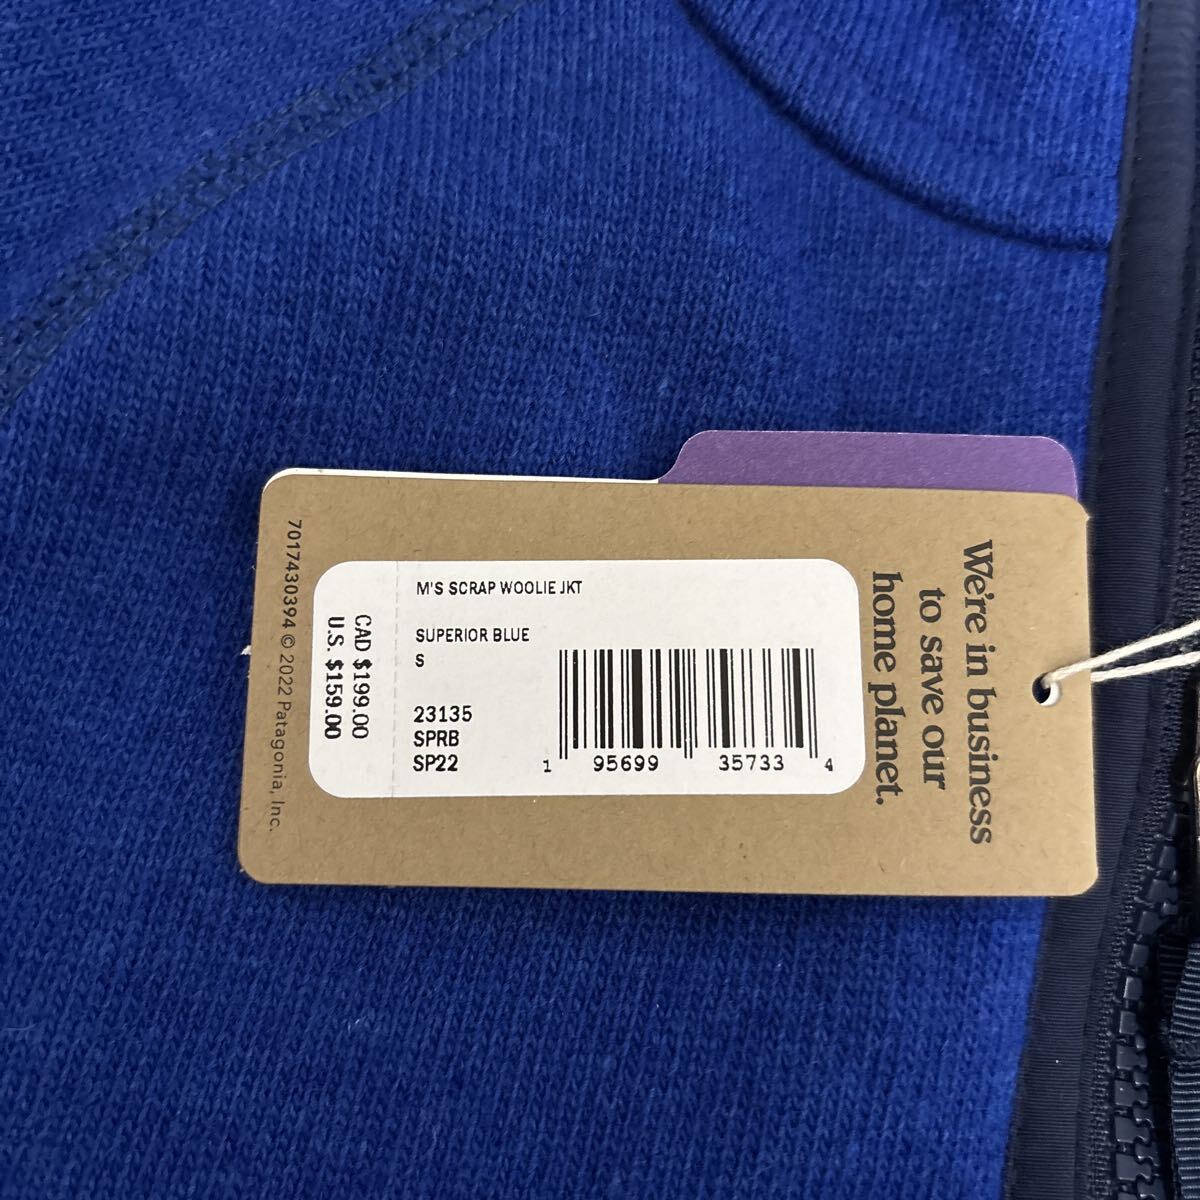 M'S SCRAP WOOLIE JKT
SUPERIOR BLUE
S
23135
SPRB
SP22
1 95699 35733 4
CAD $199.00
U.S. $159.00
7017430394 © 2022 Patagonia, Inc.
We're in business
to save our
home planet.